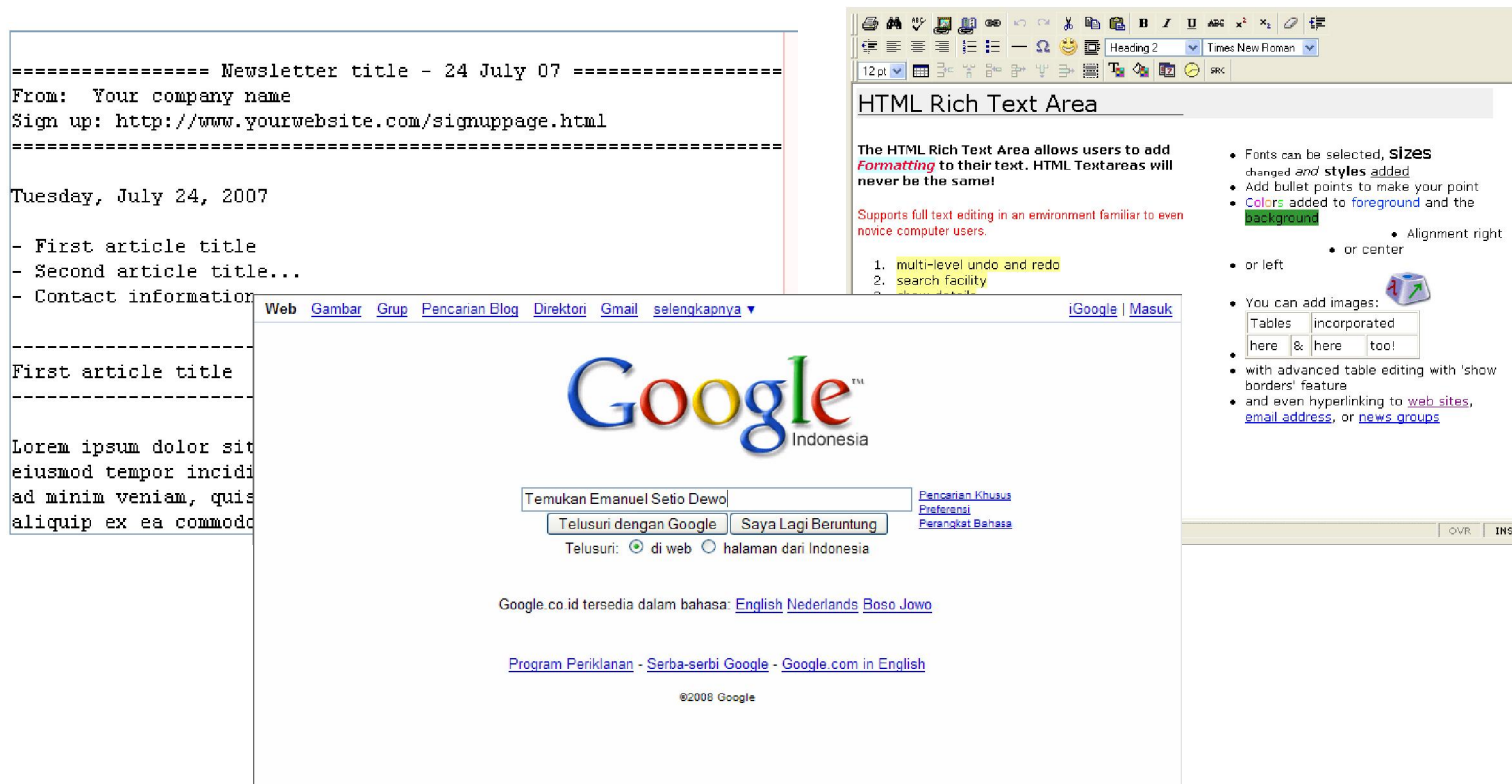 ================= Newsletter title - 24 July 07 ==================
From:  Your company name
Sign up: http://www.yourwebsite.com/signuppage.html
==================================================================
Tuesday, July 24, 2007
- First article title
- Second article title...
- Contact information
First article title
Lorem ipsum dolor sit
eiusmod tempor incidi
ad minim veniam, quis
aliquip ex ea commodo
B I U ABC x² x₂
Heading 2 Times New Roman
12 pt SRC
HTML Rich Text Area
The HTML Rich Text Area allows users to add
Formatting to their text. HTML Textareas will
never be the same!
Supports full text editing in an environment familiar to even
novice computer users.
1. multi-level undo and redo
2. search facility
• Fonts can be selected, sizes
changed and styles added
• Add bullet points to make your point
• Colors added to foreground and the
background
• Alignment right
• or center
• or left
• You can add images:
Tables incorporated
here & here too!
• with advanced table editing with 'show
borders' feature
• and even hyperlinking to web sites,
email address, or news groups
OVR INS
Web Gambar Grup Pencarian Blog Direktori Gmail selengkapnya ▼ iGoogle | Masuk
Google™
Indonesia
Temukan Emanuel Setio Dewo
Pencarian Khusus
Preferensi
Perangkat Bahasa
Telusuri dengan Google Saya Lagi Beruntung
Telusuri: di web halaman dari Indonesia
Google.co.id tersedia dalam bahasa: English Nederlands Boso Jowo
Program Periklanan - Serba-serbi Google - Google.com in English
©2008 Google